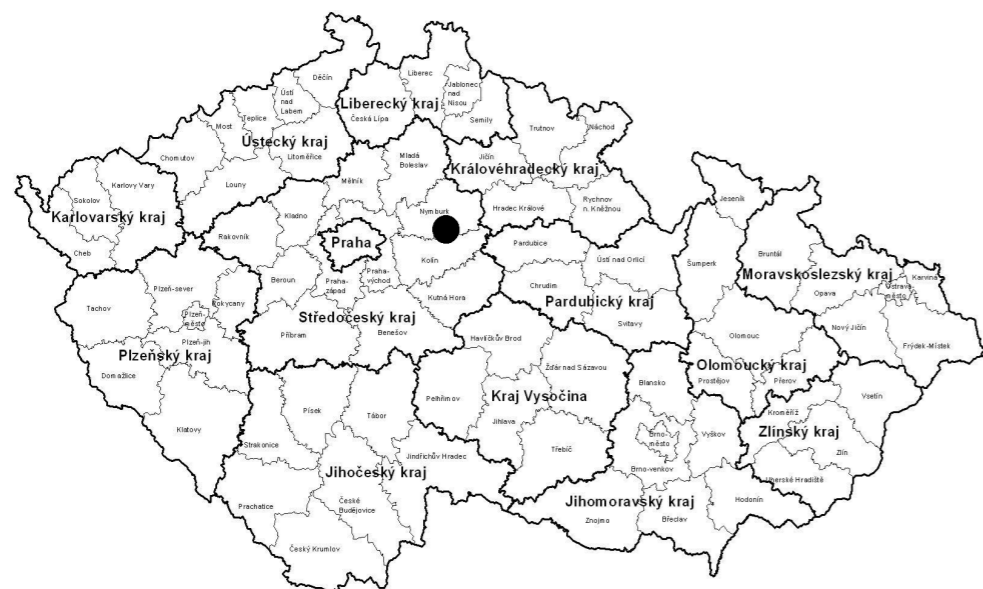 Děčín
Liberec
Ústí
nad
Labem
Jablonec
nad
Nisou
Liberecký kraj
Česká Lípa
Teplice
Most
Ústecký kraj
Semily
Trutnov
Náchod
Chomutov
Litoměřice
Mladá
Boleslav
Jičín
Královéhradecký kraj
Karlovy Vary
Louny
Mělník
Sokolov
Karlovarský kraj
Kladno
Nymburk
Hradec Králové
Rychnov
n. Kněžnou
Jeseník
Cheb
Rakovník
Praha
Pardubice
Kolín
Ústí nad Orlicí
Šumperk
Bruntál
Moravskoslezský kraj
Karviná
Ostrava
město
Opava
Beroun
Praha-
západ
Praha-
východ
Chrudim
Plzeň-sever
Tachov
Rokycany
Kutná Hora
Pardubický kraj
Středočeský kraj
Plzeň
město
Svitavy
Příbram
Benešov
Nový Jičín
Frýdek-Místek
Olomouc
Plzeň-jih
Plzeňský kraj
Havlíčkův Brod
Olomoucký kraj
Domažlice
Žďár nad Sázavou
Blansko
Prostějov
Přerov
Vsetín
Kraj Vysočina
Pelhřimov
Kroměříž
Písek
Tábor
Jihlava
Zlínský kraj
Klatovy
Strakonice
Brno-
město
Vyškov
Zlín
Jindřichův Hradec
Třebíč
Brno-venkov
Jihočeský kraj
Uherské Hradiště
Prachatice
České
Budějovice
Jihomoravský kraj
Hodonín
Znojmo
Břeclav
Český Krumlov